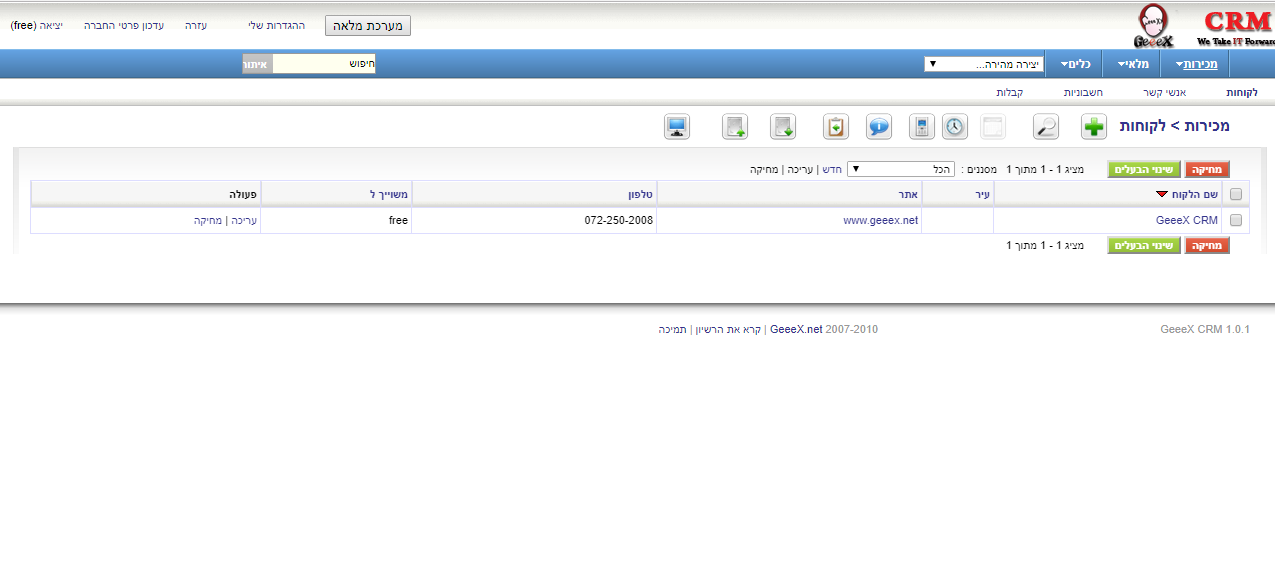 CRM
We Take IT Forward
GeeeX
מערכת מלאה ההגדרות שלי עזרה עדכון פרטי החברה יציאה (free)
מכירות מלאי כלים יצירה מהירה... חיפוש איתור
לקוחות אנשי קשר חשבוניות קבלות
מכירות > לקוחות
מחיקה שינוי הבעלים מציג 1 - 1 מתוך 1 מסננים : הכל חדש | עריכה | מחיקה
שם הלקוח עיר אתר טלפון משוייך ל פעולה
GeeeX CRM www.geeex.net 072-250-2008 free עריכה | מחיקה
מחיקה שינוי הבעלים מציג 1 - 1 מתוך 1
GeeeX CRM 1.0.1 2007-2010 GeeeX.net | קרא את הרשיון | תמיכה